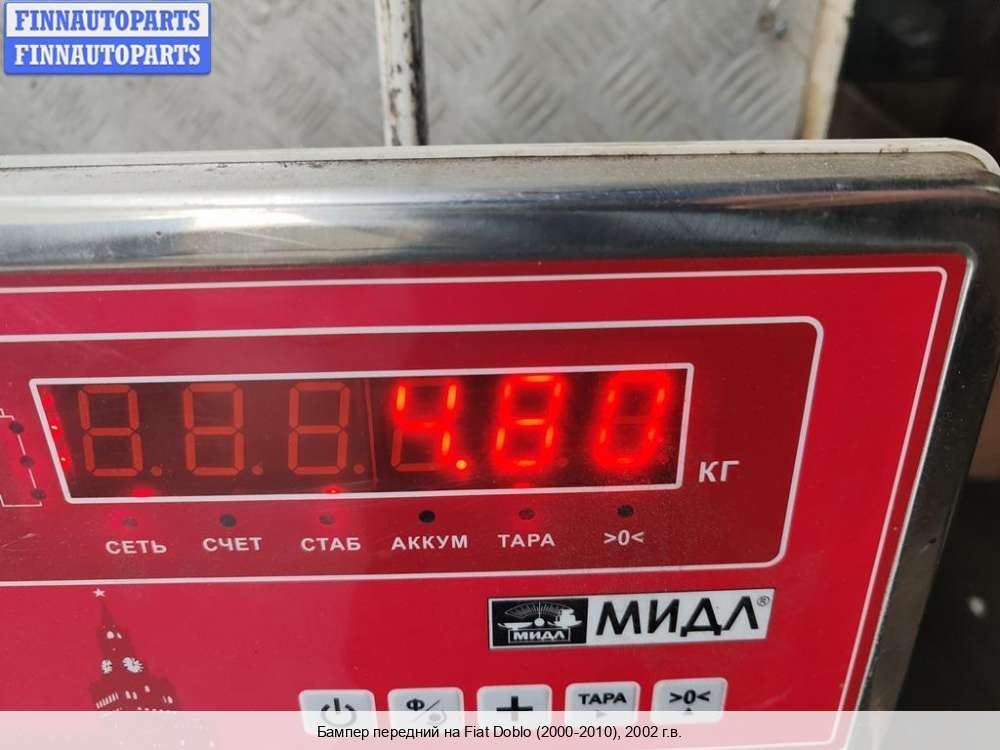 FINNAUTOPARTS
FINNAUTOPARTS
4.80
КГ
СЕТЬ СЧЕТ СТАБ АККУМ ТАРА >0<
МИДЛ МИДЛ®
Ф/ + ТАРА >0<
Бампер передний на Fiat Doblo (2000-2010), 2002 г.в.